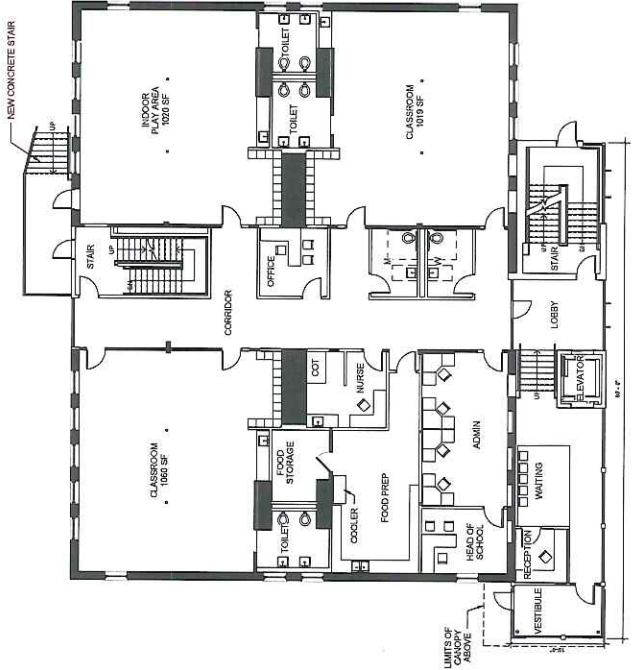 NEW CONCRETE STAIR
UP
INDOOR
PLAY AREA
1020 SF
TOILET
TOILET
CLASSROOM
1019 SF
STAIR
UP
DN
OFFICE
M
W
UP
DN
STAIR
CORRIDOR
LOBBY
CLASSROOM
1060 SF
COT
NURSE
UP
ELEVATOR
FOOD
STORAGE
ADMIN
WAITING
COOLER
FOOD PREP
TOILET
HEAD OF
SCHOOL
RECEPTION
VESTIBULE
LIMITS OF
CANOPY
ABOVE